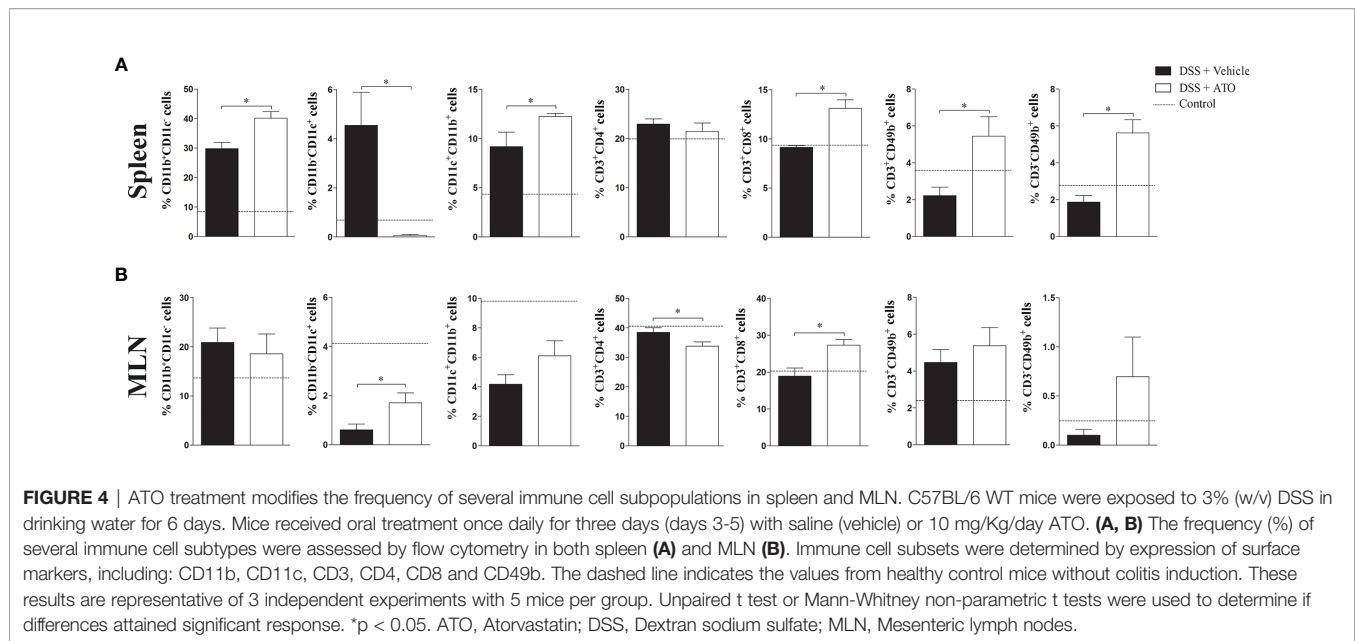 A
DSS + Vehicle
DSS + ATO
Control
Spleen
% CD11b⁺CD11c⁻ cells
50
40
30
20
10
0
*
% CD11b⁻CD11c⁺ cells
6
4
2
0
*
% CD11c⁺CD11b⁺ cells
15
10
5
0
*
% CD3⁺CD4⁺ cells
30
20
10
0
% CD3⁺CD8⁺ cells
15
10
5
0
*
% CD3⁺CD49b⁺ cells
8
6
4
2
0
*
% CD3⁻CD49b⁺ cells
8
6
4
2
0
*
B
MLN
% CD11b⁺CD11c⁻ cells
30
20
10
0
% CD11b⁻CD11c⁺ cells
6
4
2
0
*
% CD11c⁺CD11b⁺ cells
10
8
6
4
2
0
% CD3⁺CD4⁺ cells
50
40
30
20
10
0
*
% CD3⁺CD8⁺ cells
40
30
20
10
0
*
% CD3⁺CD49b⁺ cells
8
6
4
2
0
% CD3⁻CD49b⁺ cells
1.5
1.0
0.5
0.0
FIGURE 4 | ATO treatment modifies the frequency of several immune cell subpopulations in spleen and MLN. C57BL/6 WT mice were exposed to 3% (w/v) DSS in
drinking water for 6 days. Mice received oral treatment once daily for three days (days 3-5) with saline (vehicle) or 10 mg/Kg/day ATO. (A, B) The frequency (%) of
several immune cell subtypes were assessed by flow cytometry in both spleen (A) and MLN (B). Immune cell subsets were determined by expression of surface
markers, including: CD11b, CD11c, CD3, CD4, CD8 and CD49b. The dashed line indicates the values from healthy control mice without colitis induction. These
results are representative of 3 independent experiments with 5 mice per group. Unpaired t test or Mann-Whitney non-parametric t tests were used to determine if
differences attained significant response. *p < 0.05. ATO, Atorvastatin; DSS, Dextran sodium sulfate; MLN, Mesenteric lymph nodes.